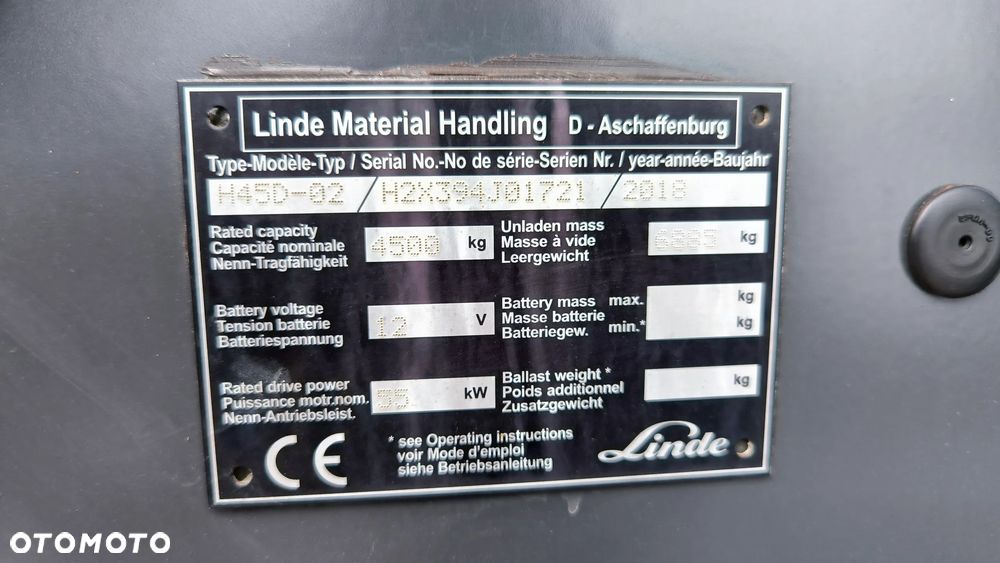 Linde Material Handling D - Aschaffenburg
Type-Modèle-Typ / Serial No.-No de série-Serien Nr. / year-année-Baujahr
H45D-02 / H2X394J01721 / 2018
Rated capacity
Capacité nominale
Nenn-Tragfähigkeit
4500 kg
Unladen mass
Masse à vide
Leergewicht
kg
Battery voltage
Tension batterie
Batteriespannung
12 V
Battery mass max. kg
Masse batterie
Batteriegew. min.* kg
Rated drive power
Puissance motr.nom.
Nenn-Antriebsleist.
55 kW
Ballast weight *
Poids additionnel
Zusatzgewicht
kg
CE
* see Operating instructions
voir Mode d'emploi
siehe Betriebsanleitung
Linde
OTOMOTO